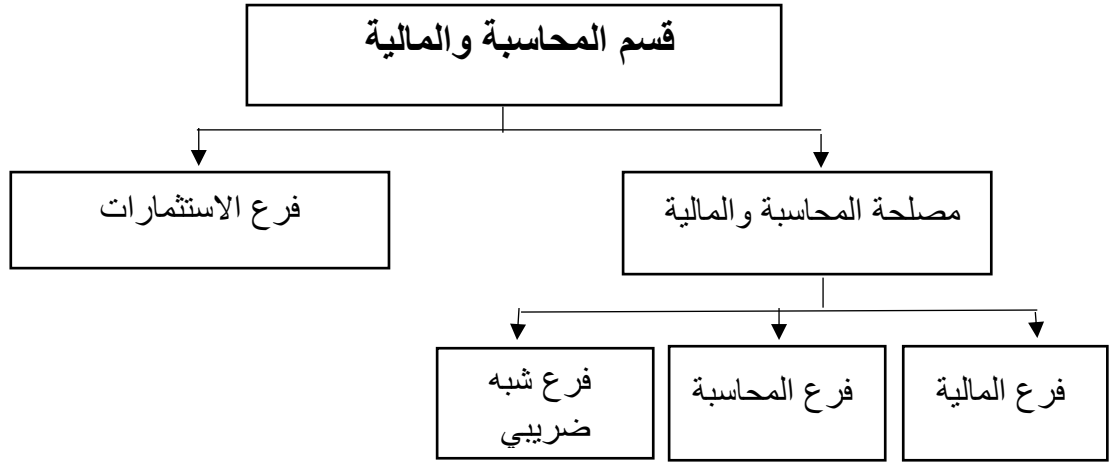 قسم المحاسبة والمالية
مصلحة المحاسبة والمالية
فرع الاستثمارات
فرع المالية
فرع المحاسبة
فرع شبه
ضريبي